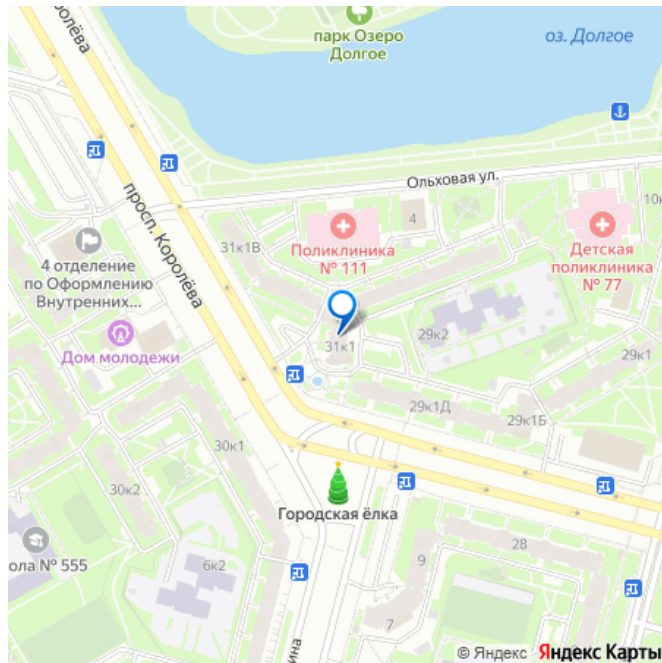 ролёва
парк Озеро
Долгое
оз. Долгое
просп. Королёва
Ольховая ул.
10к
4
31к1В
Поликлиника
№ 111
Детская
поликлиника
№ 77
4 отделение
по Оформлению
Внутренних...
Дом молодежи
31к1
29к2
29к1
29к1Д
29к1Б
30к1
30к2
Городская ёлка
ола № 555
6к2
9
28
7
ина
© Яндекс Яндекс Карты